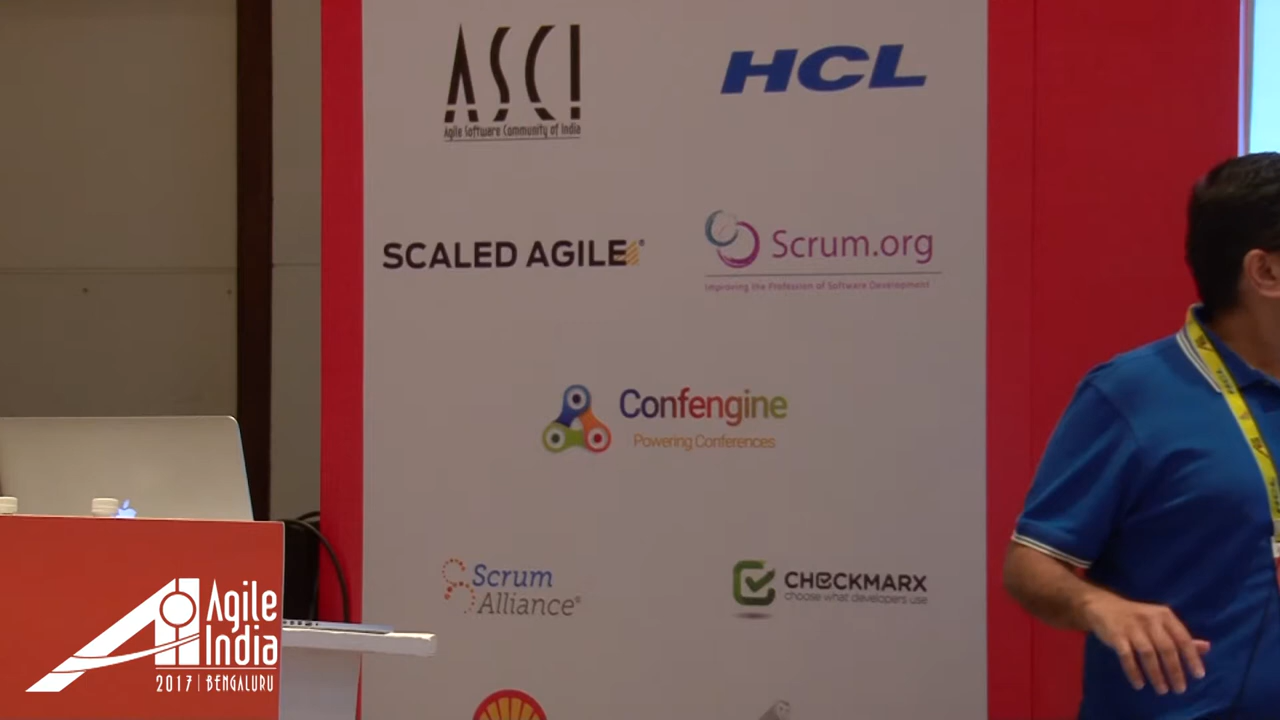 ASCI
Agile Software Community of India
HCL
SCALED AGILE®
Scrum.org
Improving the Profession of Software Development
Confengine
Powering Conferences
Scrum
Alliance®
CHECKMARX
choose what developers use
HCL
Agile
India
2017 | BENGALURU